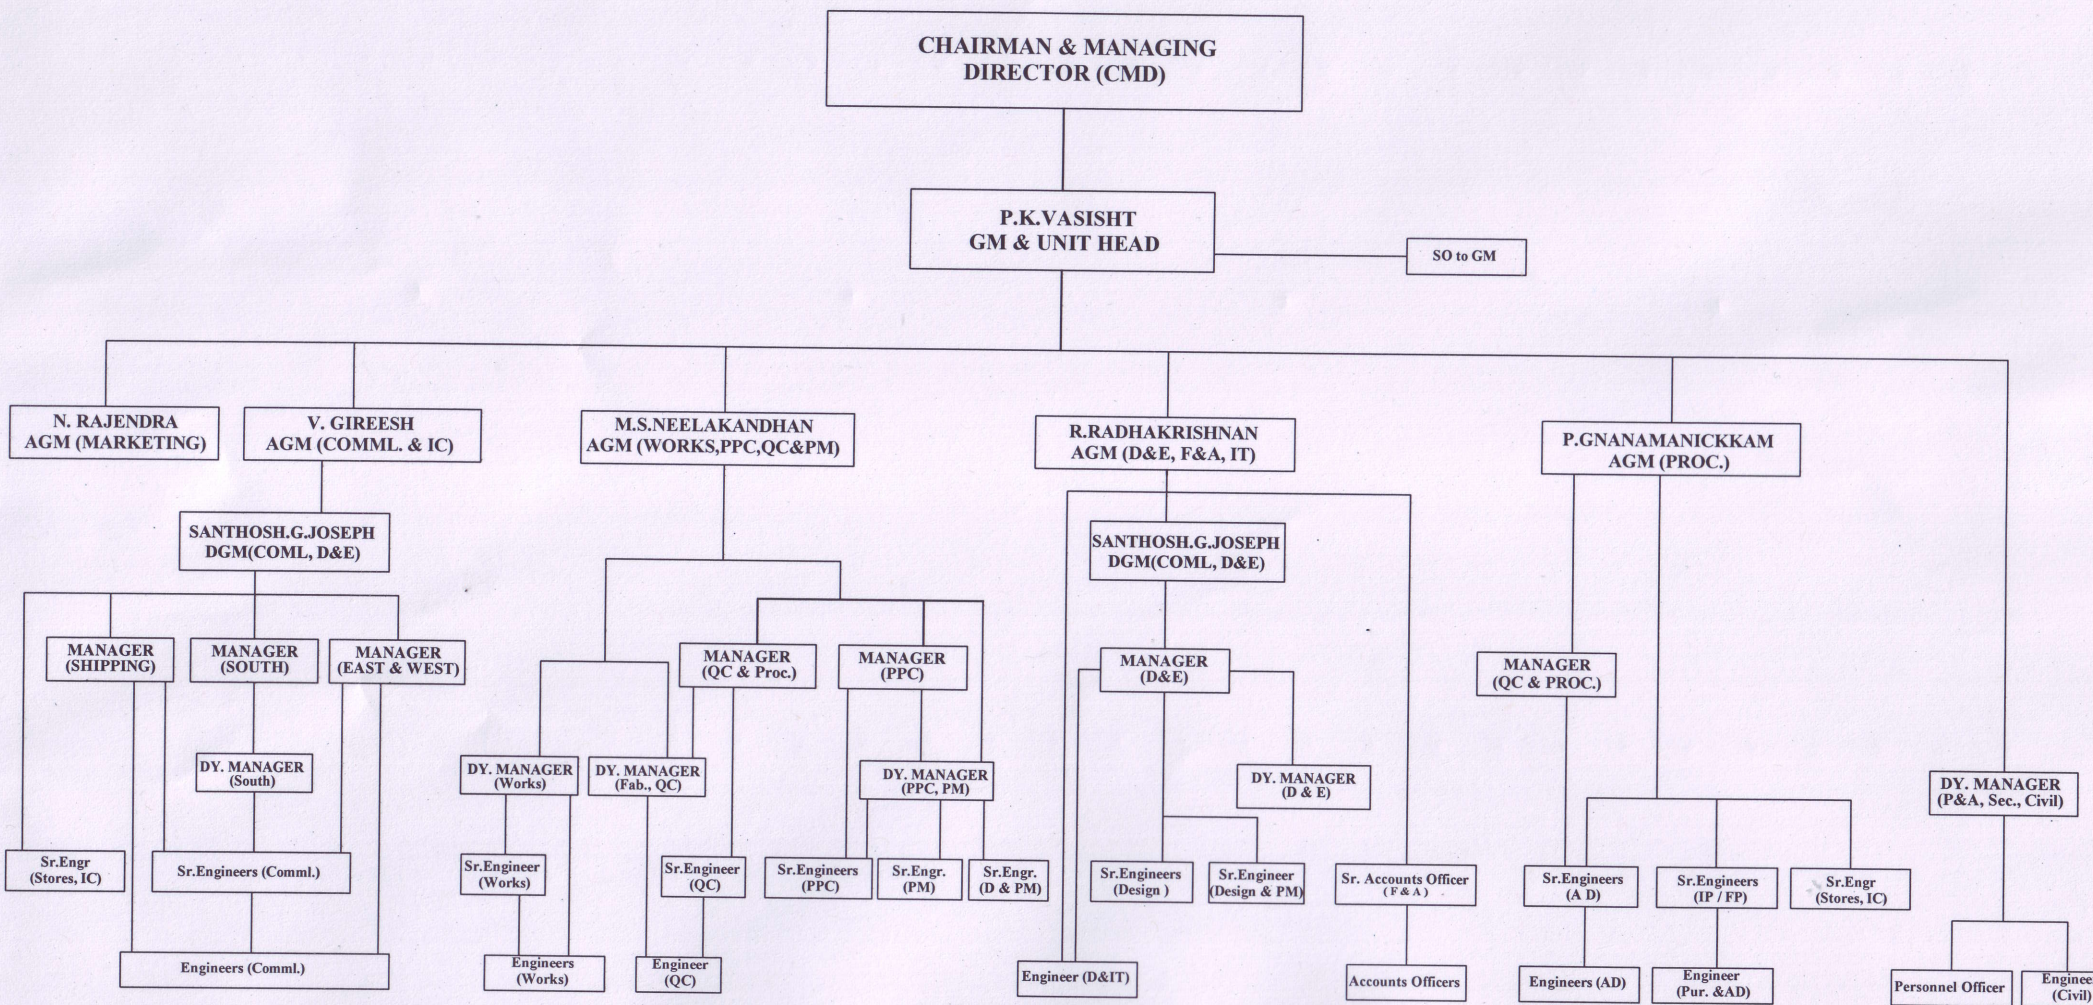 CHAIRMAN & MANAGING
DIRECTOR (CMD)
P.K.VASISHT
GM & UNIT HEAD
SO to GM
N. RAJENDRA
AGM (MARKETING)
V. GIREESH
AGM (COMML. & IC)
M.S.NEELAKANDHAN
AGM (WORKS,PPC,QC&PM)
R.RADHAKRISHNAN
AGM (D&E, F&A, IT)
P.GNANAMANICKKAM
AGM (PROC.)
SANTHOSH.G.JOSEPH
DGM(COML, D&E)
SANTHOSH.G.JOSEPH
DGM(COML, D&E)
MANAGER
(SHIPPING)
MANAGER
(SOUTH)
MANAGER
(EAST & WEST)
MANAGER
(QC & Proc.)
MANAGER
(PPC)
MANAGER
(D&E)
MANAGER
(QC & PROC.)
DY. MANAGER
(South)
DY. MANAGER
(Works)
DY. MANAGER
(Fab., QC)
DY. MANAGER
(PPC, PM)
DY. MANAGER
(D & E)
DY. MANAGER
(P&A, Sec., Civil)
Sr.Engr
(Stores, IC)
Sr.Engineers (Comml.)
Sr.Engineer
(Works)
Sr.Engineer
(QC)
Sr.Engineers
(PPC)
Sr.Engr.
(PM)
Sr.Engr.
(D & PM)
Sr.Engineers
(Design )
Sr.Engineer
(Design & PM)
Sr. Accounts Officer
( F & A )
Sr.Engineers
(A D)
Sr.Engineers
(IP / FP)
Sr.Engr
(Stores, IC)
Engineers (Comml.)
Engineers
(Works)
Engineer
(QC)
Engineer (D&IT)
Accounts Officers
Engineers (AD)
Engineer
(Pur. &AD)
Personnel Officer
Enginee
(Civil)